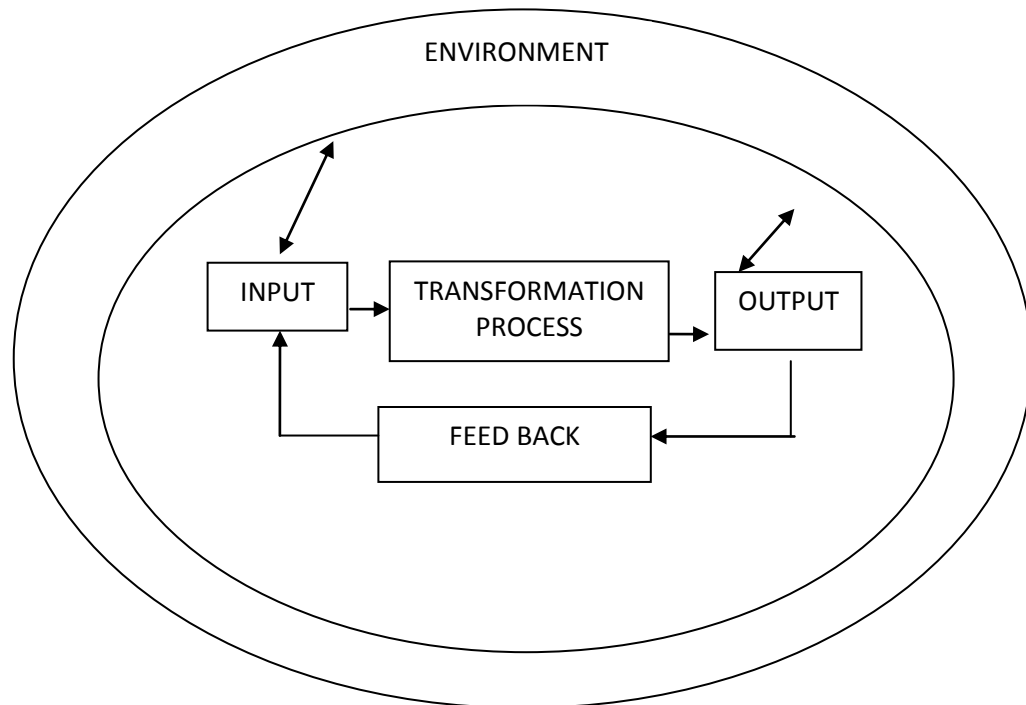 ENVIRONMENT
INPUT
TRANSFORMATION
PROCESS
OUTPUT
FEED BACK